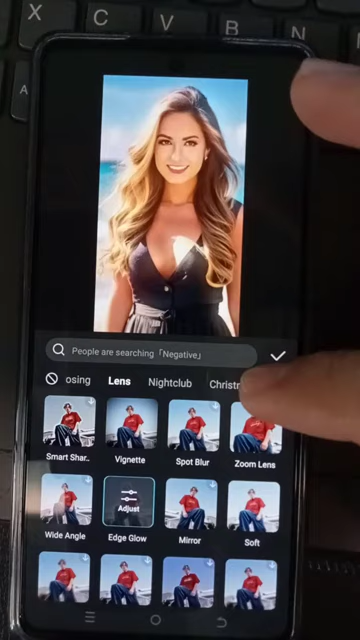 X C V B N
A
People are searching「Negative」
osing Lens Nightclub Christm
Smart Shar.. Vignette Spot Blur Zoom Lens
Adjust
Wide Angle Edge Glow Mirror Soft